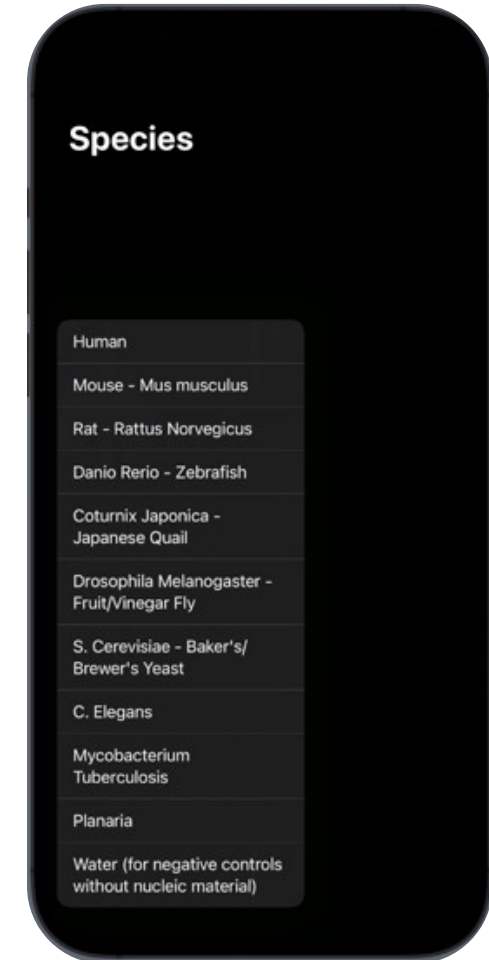 Species
Human
Mouse - Mus musculus
Rat - Rattus Norvegicus
Danio Rerio - Zebrafish
Coturnix Japonica -
Japanese Quail
Drosophila Melanogaster -
Fruit/Vinegar Fly
S. Cerevisiae - Baker's/
Brewer's Yeast
C. Elegans
Mycobacterium
Tuberculosis
Planaria
Water (for negative controls
without nucleic material)